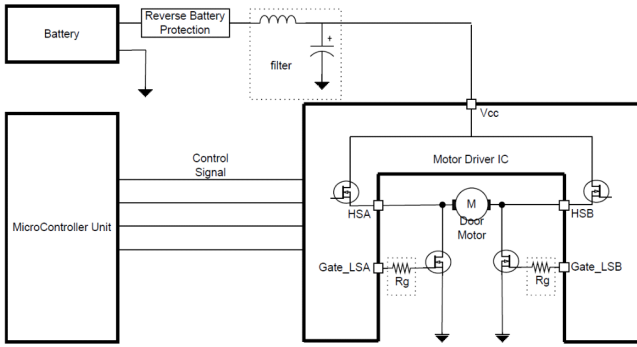 Battery
Reverse Battery
Protection
+
filter
Vcc
Control
Signal
Motor Driver IC
MicroController Unit
HSA
M
Door
Motor
HSB
Gate_LSA
Rg
Rg
Gate_LSB